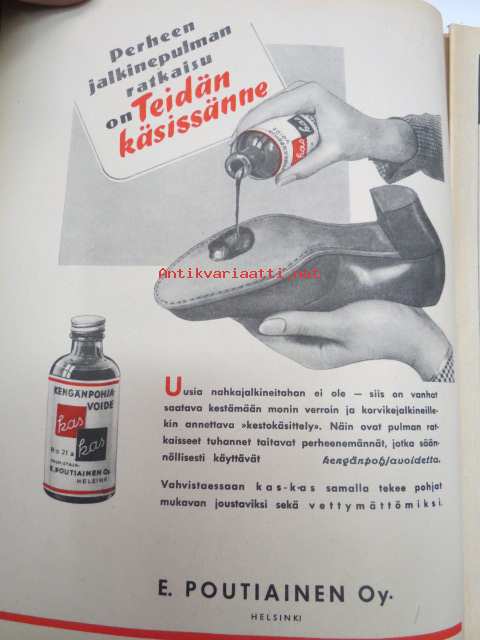 Perheen
jalkinepulman
ratkaisu
on Teidän
käsissänne
kas
Antikvariaatti.net
KENGÄNPOHJA-
VOIDE
kas
kas
E. POUTIAINEN Oy
HELSINKI
Uusia nahkajalkineitahan ei ole — siis on vanhat
saatava kestämään monin verroin ja korvikejalkineille-
kin annettava »kestokäsittely». Näin ovat pulman rat-
kaisseet tuhannet taitavat perheenemännät, jotka sään-
nöllisesti käyttävät kengänpohjavoidetta.
Vahvistaessaan kas-kas samalla tekee pohjat
mukavan joustaviksi sekä vettymättömiksi.
E. POUTIAINEN Oy.
HELSINKI